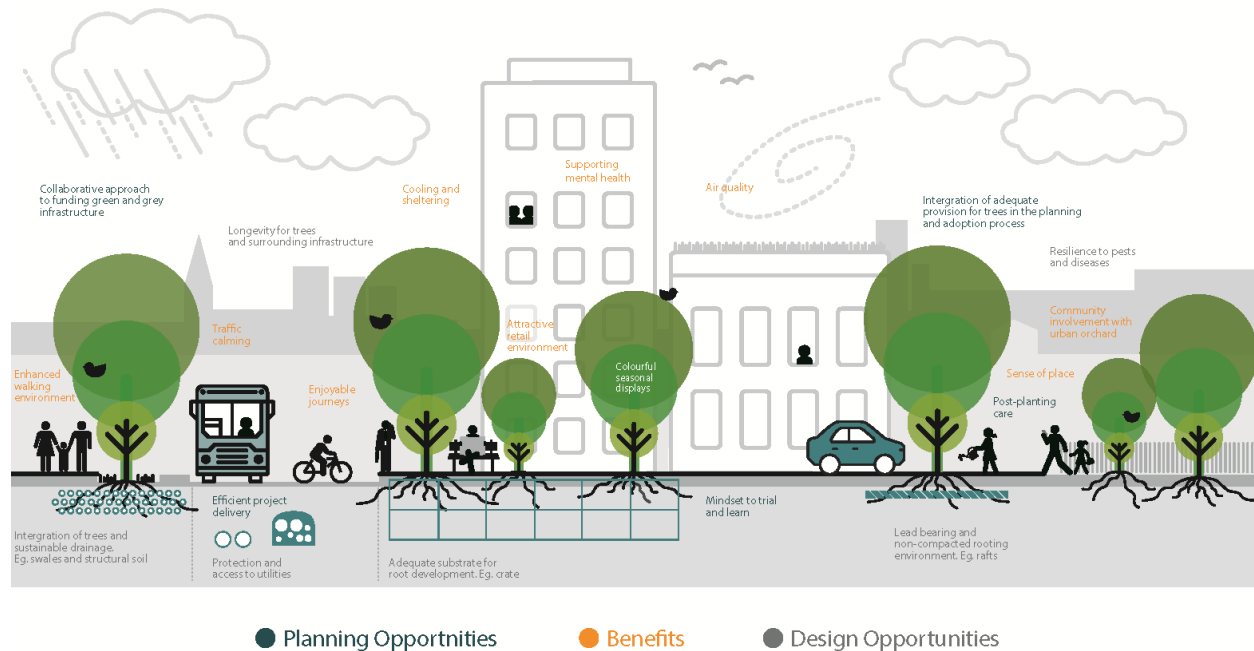 Collaborative approach
to funding green and grey
infrastructure
Longevity for trees
and surrounding infrastructure
Cooling and
sheltering
Supporting
mental health
Air quality
Intergration of adequate
provision for trees in the planning
and adoption process
Resilience to pests
and diseases
Traffic
calming
Attractive
retail
environment
Community
involvement with
urban orchard
Enhanced
walking
environment
Enjoyable
journeys
Colourful
seasonal
displays
Sense of place
Post-planting
care
Efficient project
delivery
Mindset to trial
and learn
Intergration of trees and
sustainable drainage.
Eg. swales and structural soil
Protection and
access to utilities
Adequate substrate for
root development. Eg. crate
Lead bearing and
non-compacted rooting
environment. Eg. rafts
Planning Opportnities
Benefits
Design Opportunities